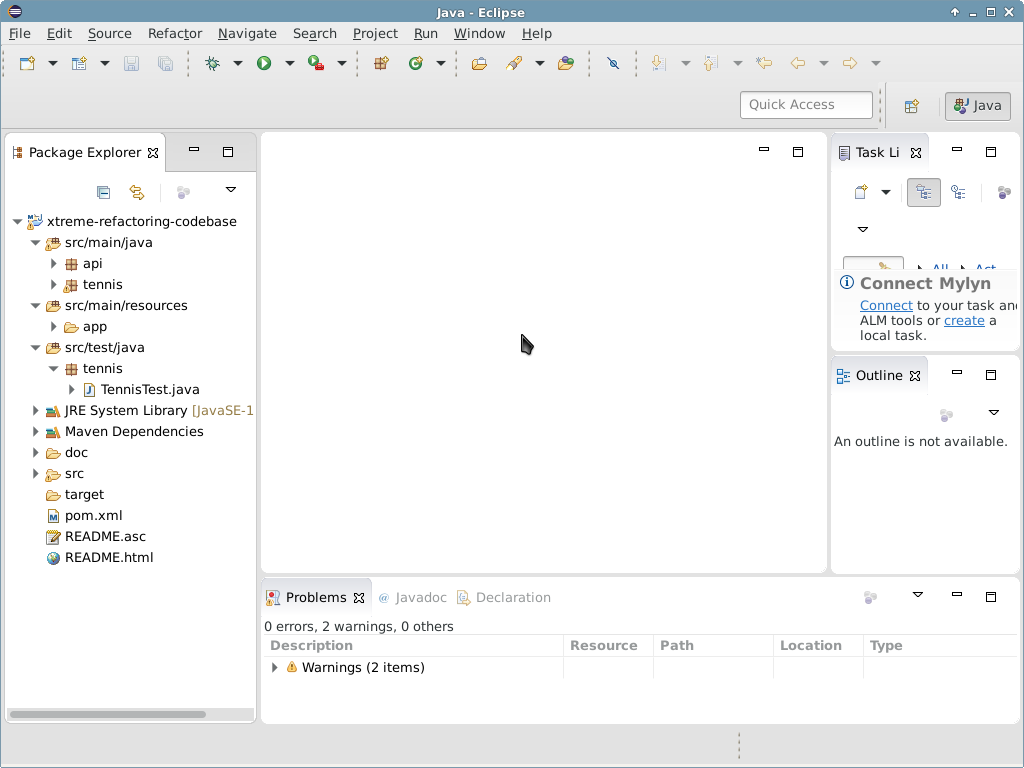 Java - Eclipse
File Edit Source Refactor Navigate Search Project Run Window Help
Quick Access
Java
Package Explorer
xtreme-refactoring-codebase
src/main/java
api
tennis
src/main/resources
app
src/test/java
tennis
TennisTest.java
JRE System Library [JavaSE-1
Maven Dependencies
doc
src
target
pom.xml
README.asc
README.html
Task Li
Connect Mylyn
Connect to your task and
ALM tools or create a
local task.
Outline
An outline is not available.
Problems Javadoc Declaration
0 errors, 2 warnings, 0 others
Description Resource Path Location Type
Warnings (2 items)